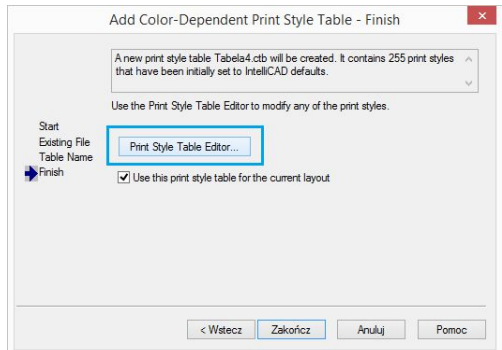 Add Color-Dependent Print Style Table - Finish
A new print style table Tabela4.ctb will be created. It contains 255 print styles
that have been initially set to IntelliCAD defaults.
Use the Print Style Table Editor to modify any of the print styles.
Start
Existing File
Table Name
Finish
Print Style Table Editor...
Use this print style table for the current layout
< Wstecz
Zakończ
Anuluj
Pomoc